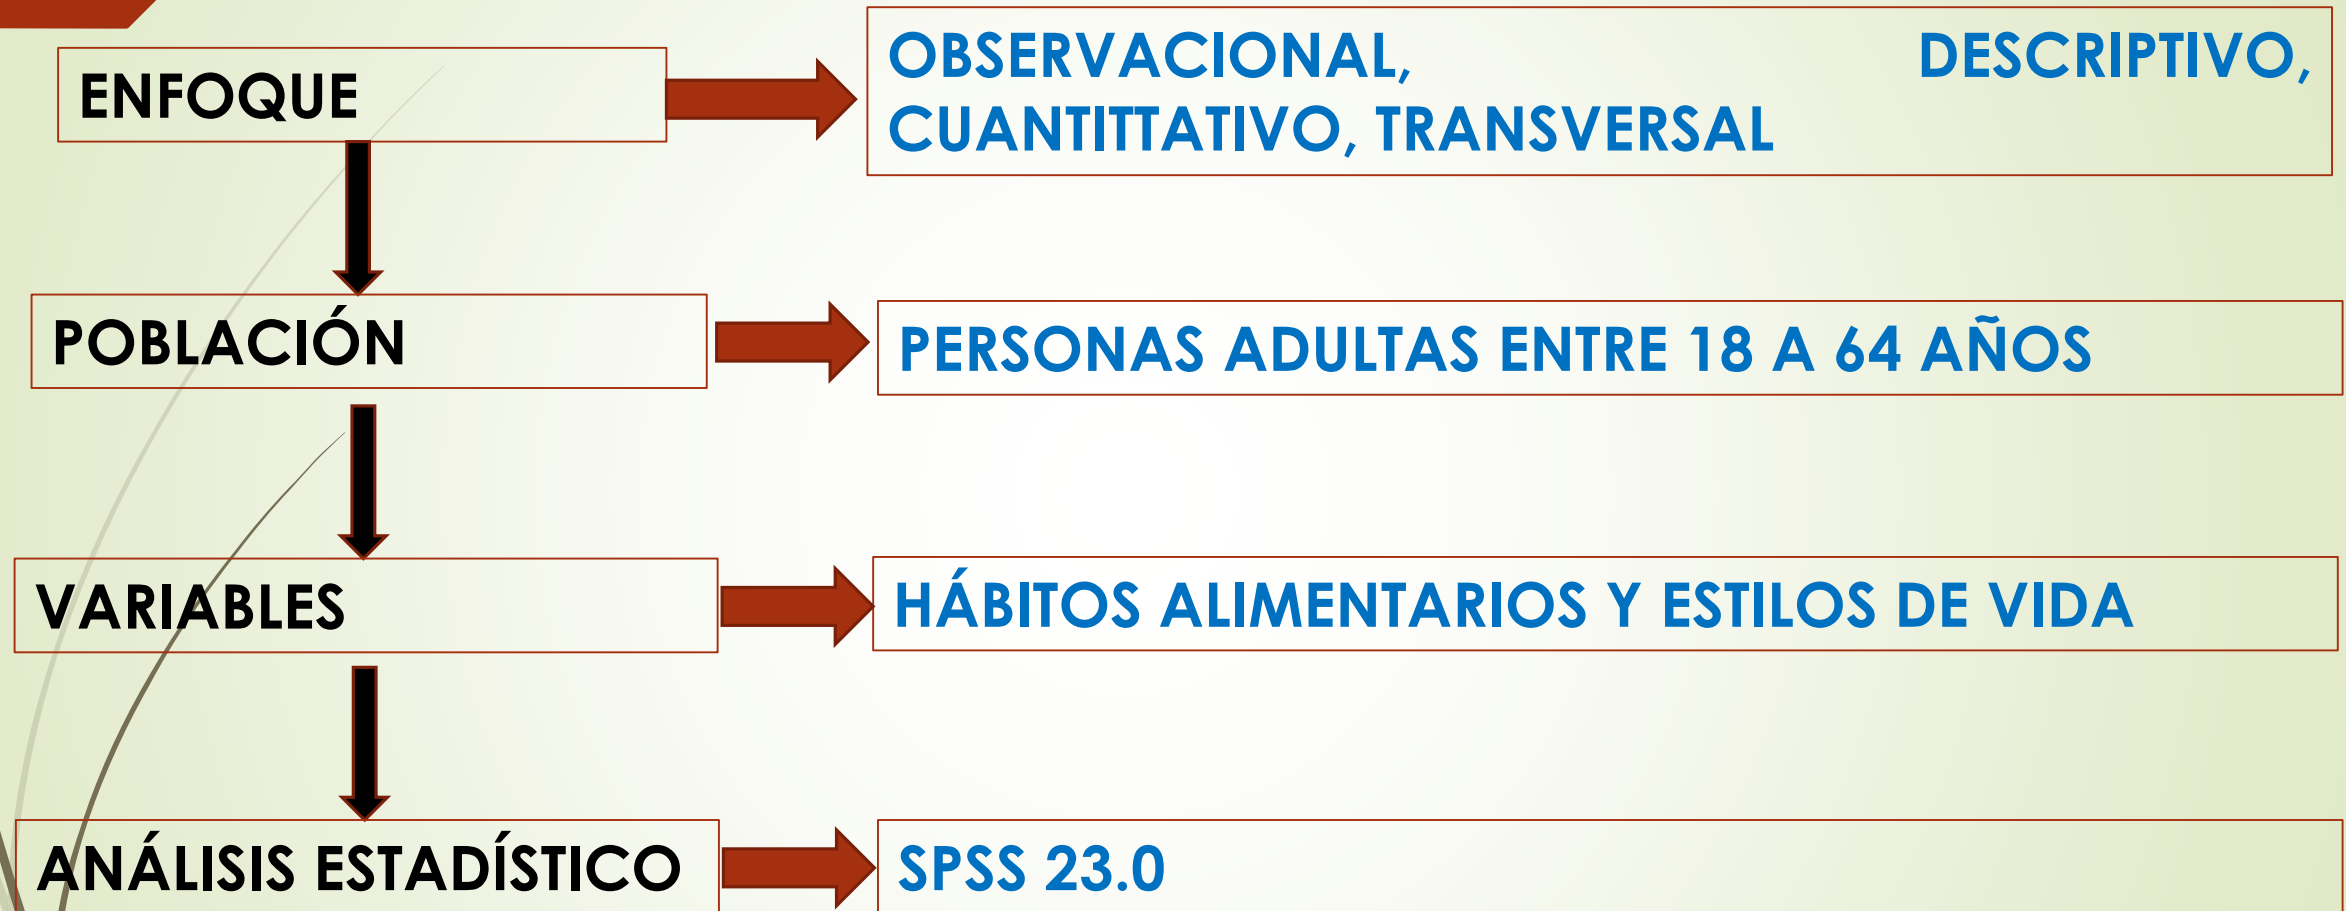 ENFOQUE
OBSERVACIONAL, DESCRIPTIVO,
CUANTITTATIVO, TRANSVERSAL
POBLACIÓN
PERSONAS ADULTAS ENTRE 18 A 64 AÑOS
VARIABLES
HÁBITOS ALIMENTARIOS Y ESTILOS DE VIDA
ANÁLISIS ESTADÍSTICO
SPSS 23.0